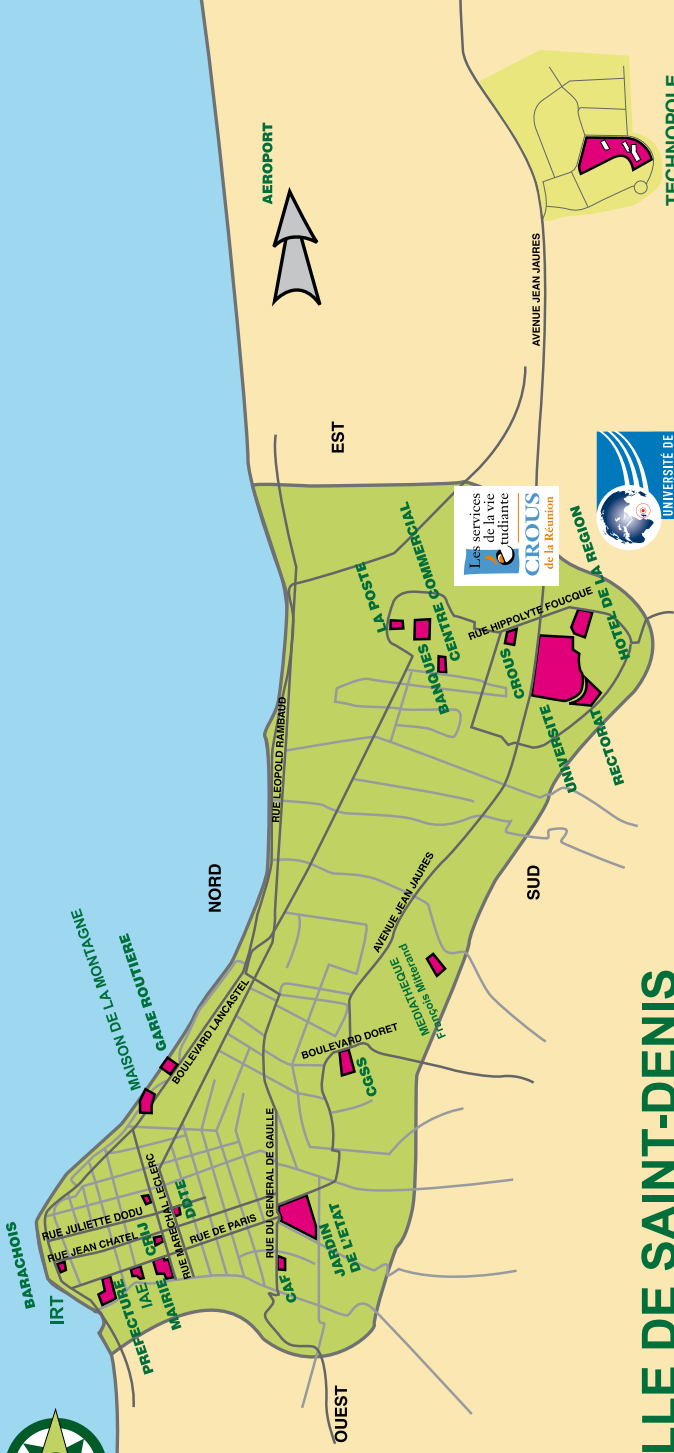 AEROPORT
TECHNOPOLE
AVENUE JEAN JAURES
EST
UNIVERSITÉ DE
Les services
de la vie
étudiante
CROUS
de la Réunion
LA POSTE
CENTRE COMMERCIAL
BANQUES
RUE HIPPOLYTE FOUCQUE
HOTEL DE LA REGION
CROUS
UNIVERSITE
RECTORAT
RUE LEOPOLD RAMBAUD
NORD
SUD
AVENUE JEAN JAURES
MEDIATHEQUE
François Mitterand
MAISON DE LA MONTAGNE
GARE ROUTIERE
BOULEVARD LANCASTEL
BOULEVARD DORET
CGSS
RUE DU GENERAL DE GAULLE
RUE MARECHAL LECLERC
DDTE
RUE JULIETTE DODU
CRIJ
RUE JEAN CHATEL
RUE DE PARIS
JARDIN
DE L'ETAT
CAF
BARACHOIS
IRT
PREFECTURE
IAE
MAIRIE
OUEST
LLE DE SAINT-DENIS